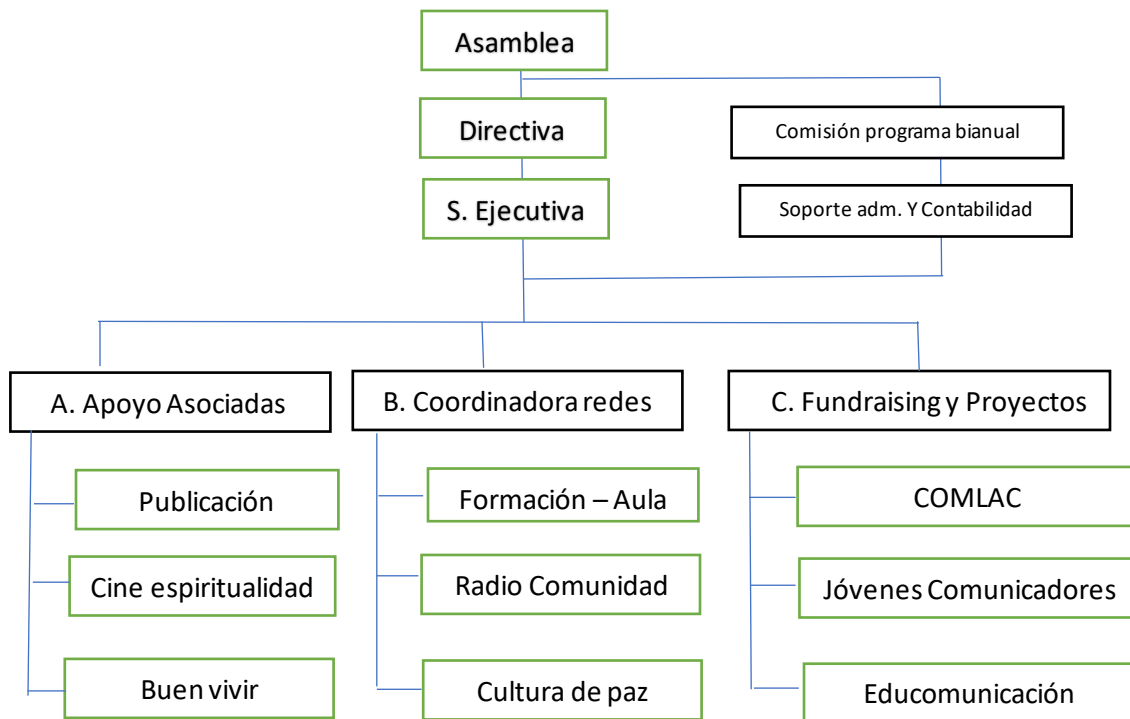 Asamblea
Directiva
Comisión programa bianual
S. Ejecutiva
Soporte adm. Y Contabilidad
A. Apoyo Asociadas
B. Coordinadora redes
C. Fundraising y Proyectos
Publicación
Formación – Aula
COMLAC
Cine espiritualidad
Radio Comunidad
Jóvenes Comunicadores
Buen vivir
Cultura de paz
Educomunicación